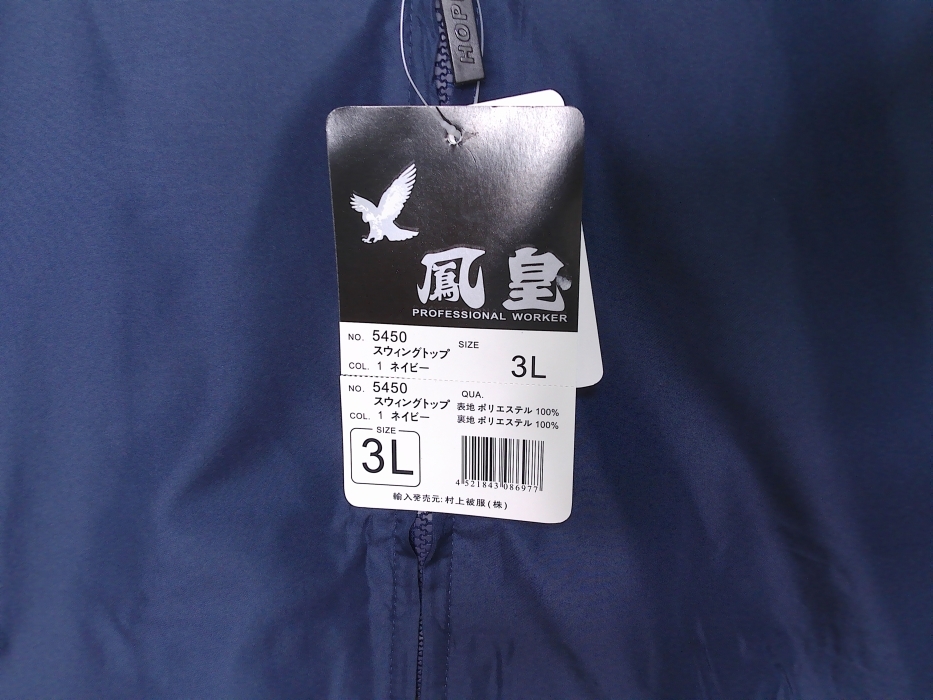 HOP
鳳皇
PROFESSIONAL WORKER
NO. 5450
スウィングトップ
SIZE
COL. 1 ネイビー
3L
NO. 5450
スウィングトップ
COL. 1 ネイビー
QUA.
表地 ポリエステル 100%
裏地 ポリエステル 100%
SIZE
3L
4 521843 086977
輸入発売元: 村上被服(株)